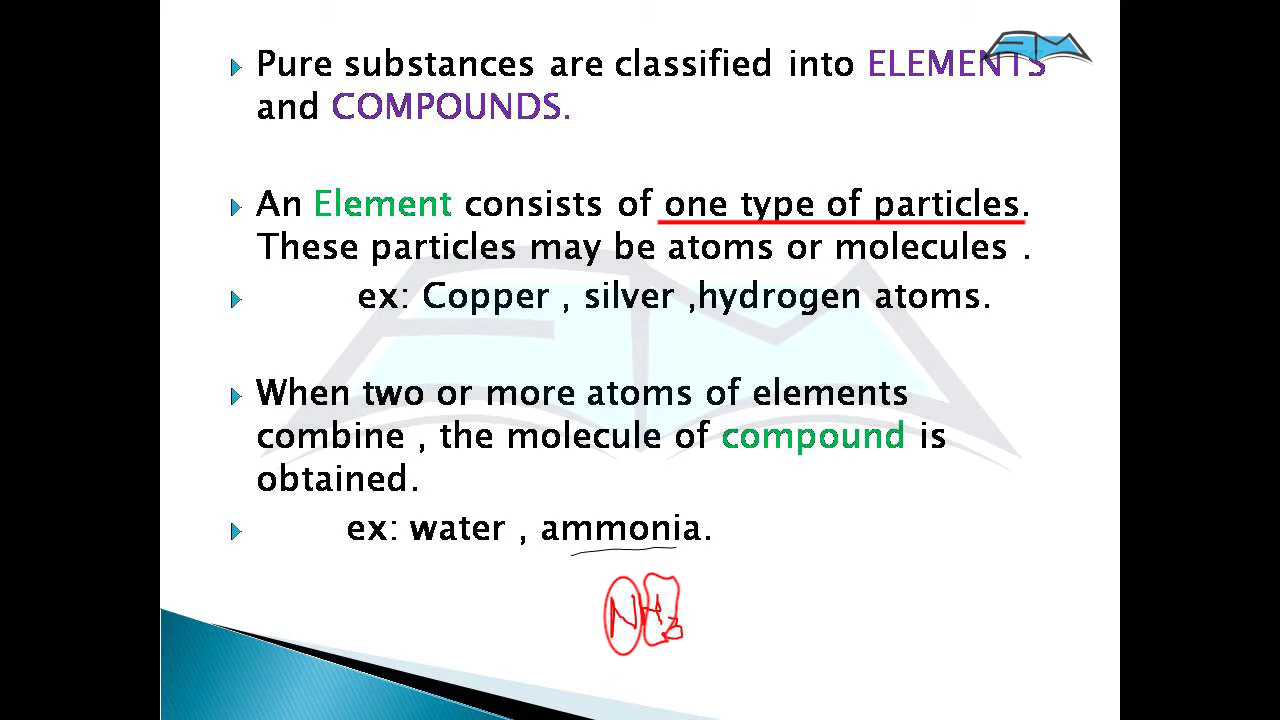 Pure substances are classified into ELEMENTS
and COMPOUNDS.
An Element consists of one type of particles.
These particles may be atoms or molecules .
ex: Copper , silver ,hydrogen atoms.
When two or more atoms of elements
combine , the molecule of compound is
obtained.
ex: water , ammonia.
NH3